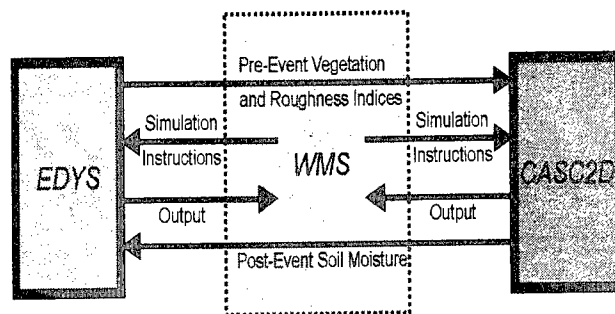 Pre-Event Vegetation
and Roughness Indices
Simulation
Instructions
Simulation
Instructions
EDYS
WMS
CASC2D
Output
Output
Post-Event Soil Moisture